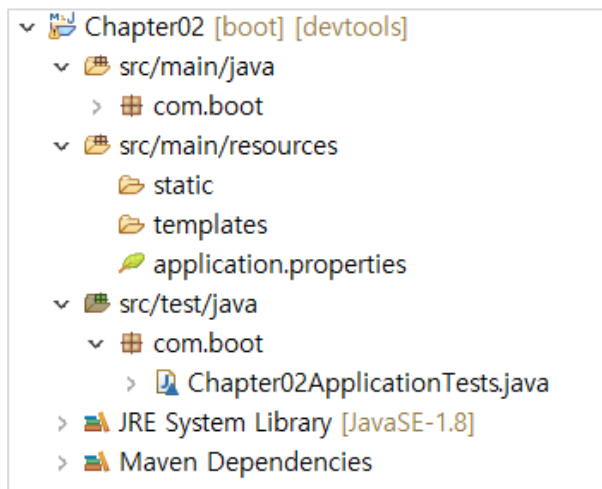 Chapter02 [boot] [devtools]
src/main/java
com.boot
src/main/resources
static
templates
application.properties
src/test/java
com.boot
Chapter02ApplicationTests.java
JRE System Library [JavaSE-1.8]
Maven Dependencies